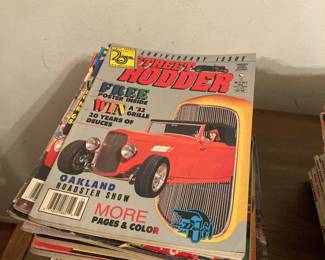 ANNIVERSARY ISSUE
STREET
RODDER
FREE
POSTER INSIDE
WIN A '32
GRILLE
20 YEARS OF
DEUCES
OAKLAND
ROADSTER SHOW
MORE
PAGES & COLOR